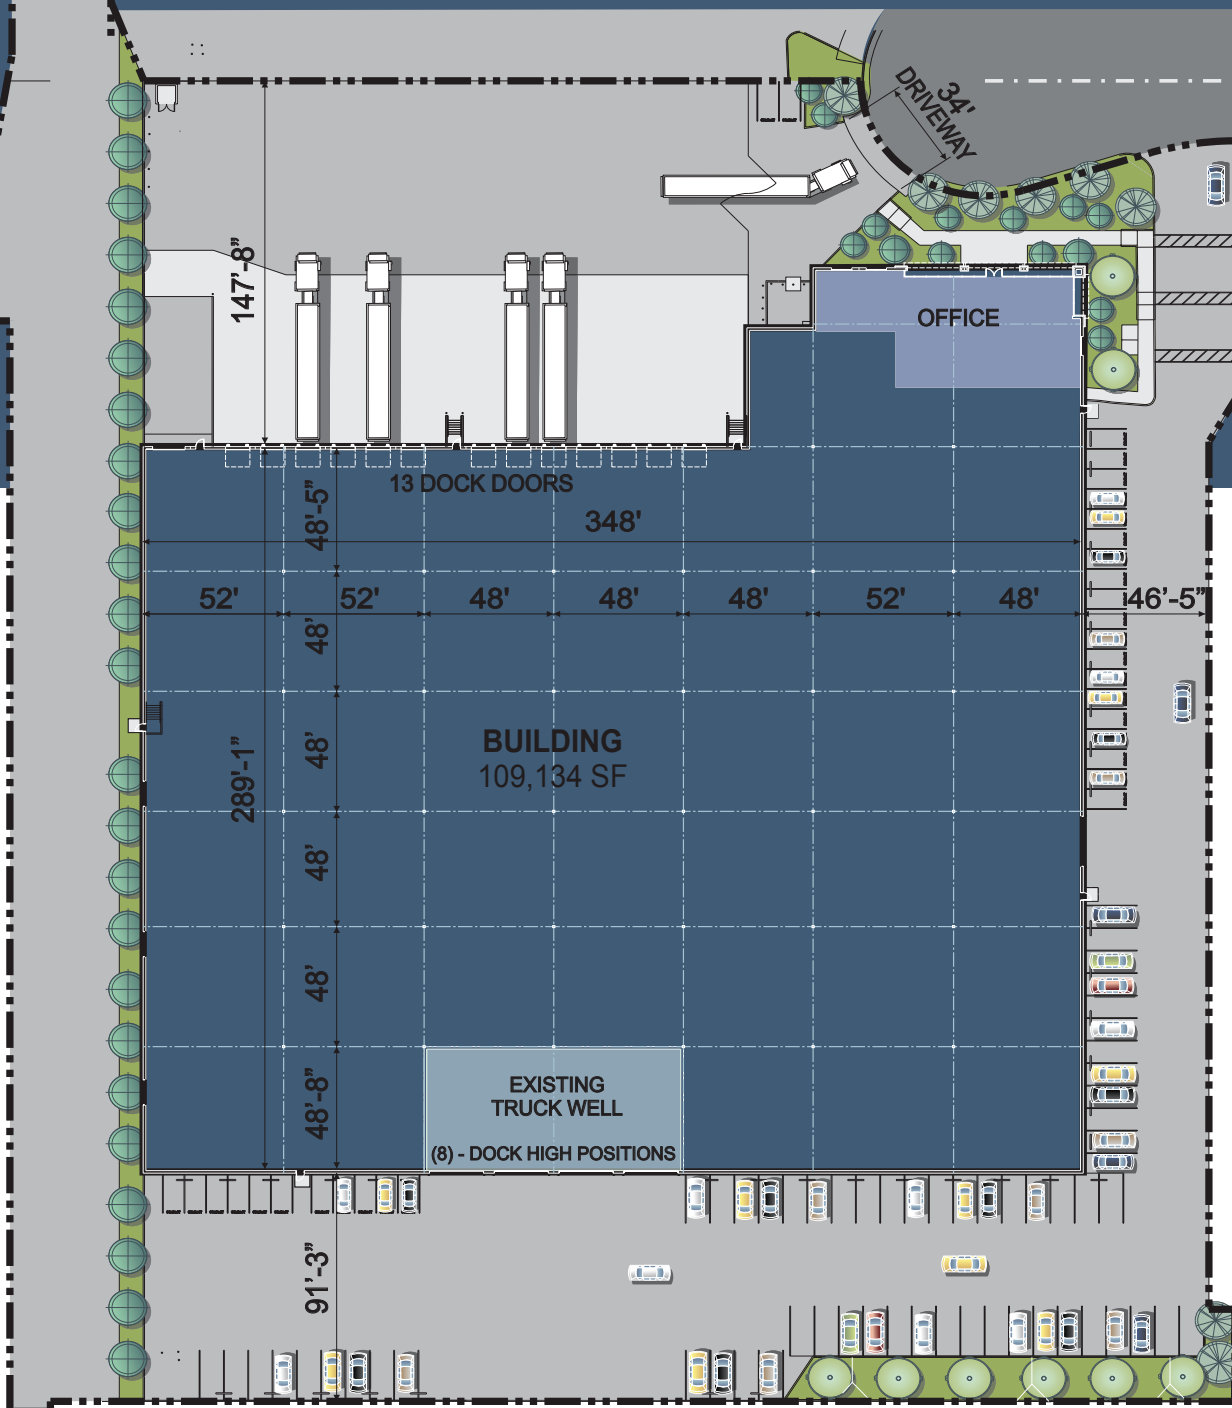 34'
DRIVEWAY
147'-8"
OFFICE
13 DOCK DOORS
48'-5"
348'
52'
52'
48'
48'
48'
52'
48'
46'-5"
48'
48'
289'-1"
BUILDING
109,134 SF
48'
48'
48'-8"
EXISTING
TRUCK WELL
(8) - DOCK HIGH POSITIONS
91'-3"